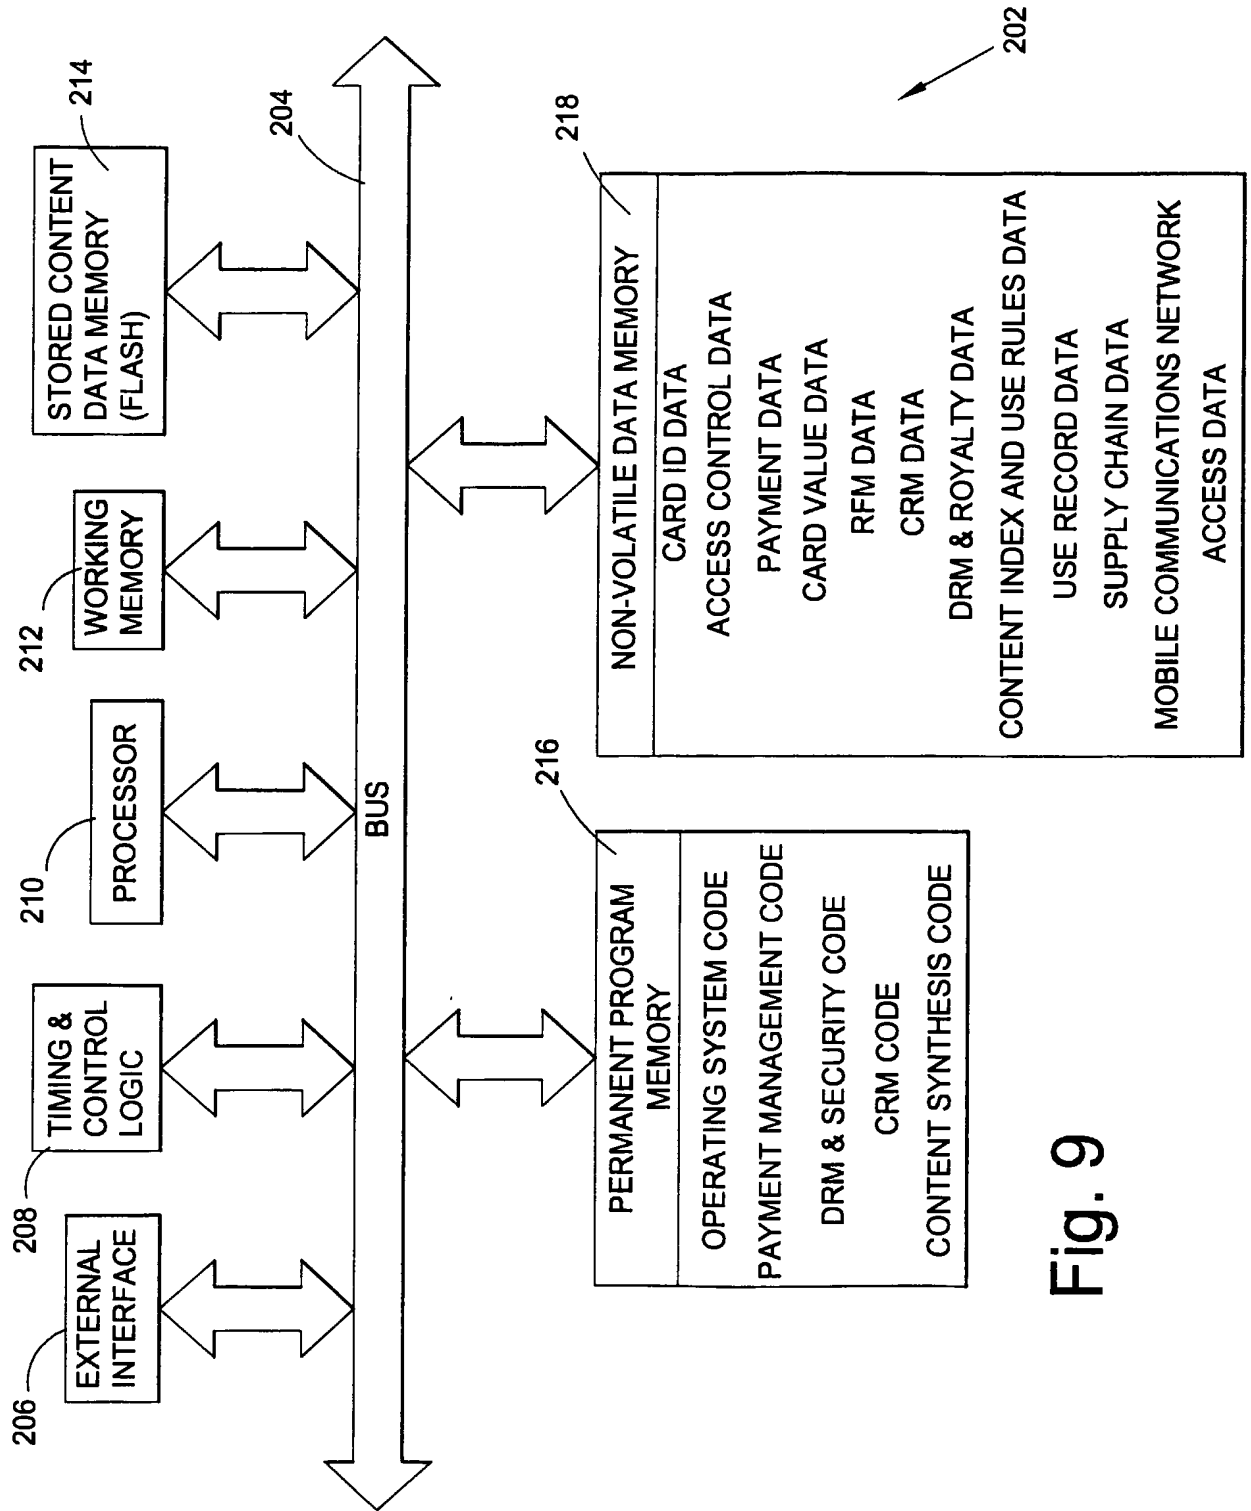 206
EXTERNAL
INTERFACE
208
TIMING &
CONTROL
LOGIC
210
PROCESSOR
212
WORKING
MEMORY
214
STORED CONTENT
DATA MEMORY
(FLASH)
204
BUS
216
PERMANENT PROGRAM
MEMORY
OPERATING SYSTEM CODE
PAYMENT MANAGEMENT CODE
DRM & SECURITY CODE
CRM CODE
CONTENT SYNTHESIS CODE
218
NON-VOLATILE DATA MEMORY
CARD ID DATA
ACCESS CONTROL DATA
PAYMENT DATA
CARD VALUE DATA
RFM DATA
CRM DATA
DRM & ROYALTY DATA
CONTENT INDEX AND USE RULES DATA
USE RECORD DATA
SUPPLY CHAIN DATA
MOBILE COMMUNICATIONS NETWORK
ACCESS DATA
202
Fig. 9